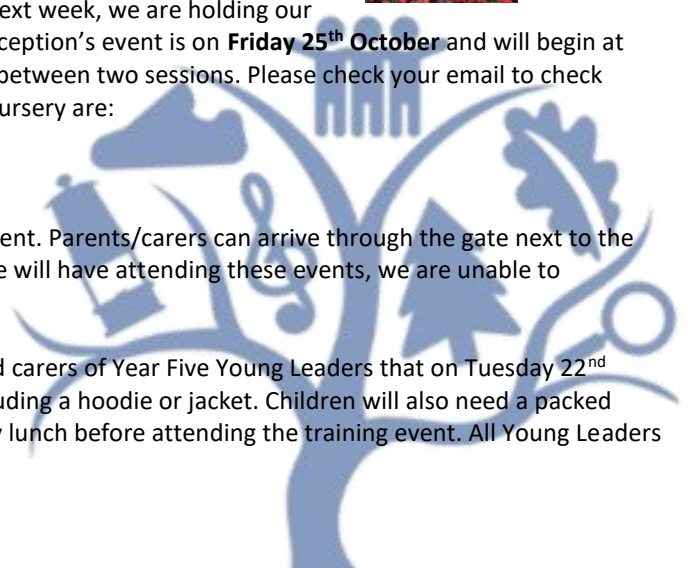 ext week, we are holding our
ception’s event is on Friday 25th October and will begin at
between two sessions. Please check your email to check
ursery are:
ent. Parents/carers can arrive through the gate next to the
e will have attending these events, we are unable to
d carers of Year Five Young Leaders that on Tuesday 22nd
uding a hoodie or jacket. Children will also need a packed
y lunch before attending the training event. All Young Leaders